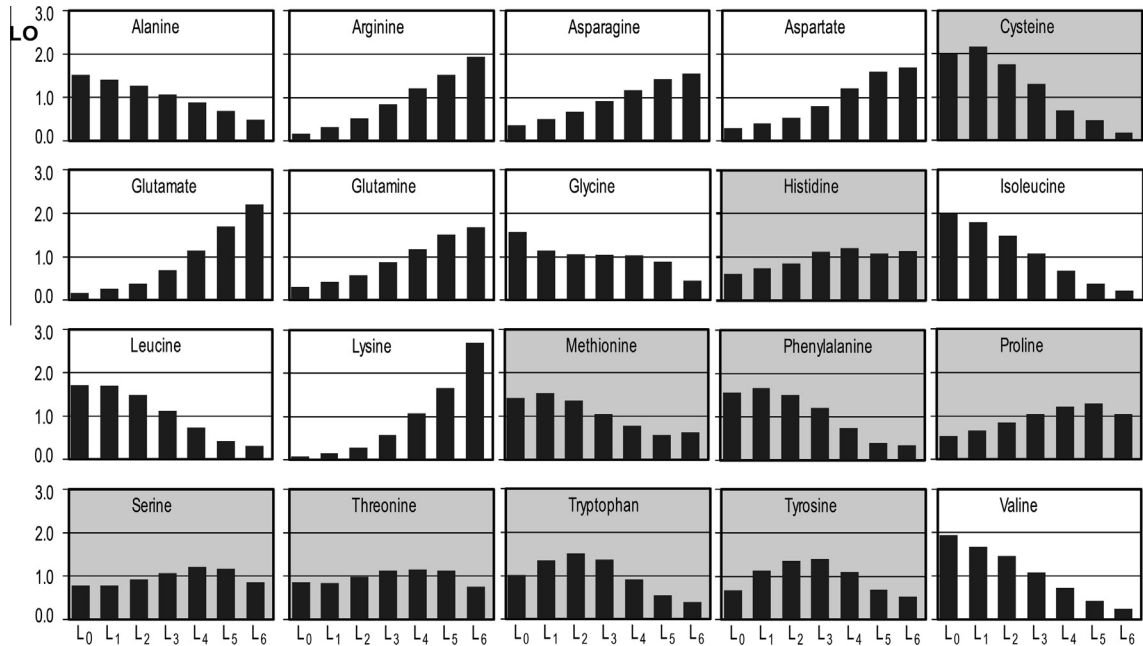 LO
3.0 Alanine Arginine Asparagine Aspartate Cysteine
2.0
1.0
0.0
3.0
Glutamate Glutamine Glycine Histidine Isoleucine
2.0
1.0
0.0
3.0
Leucine Lysine Methionine Phenylalanine Proline
2.0
1.0
0.0
3.0
Serine Threonine Tryptophan Tyrosine Valine
2.0
1.0
0.0
L0 L1 L2 L3 L4 L5 L6 L0 L1 L2 L3 L4 L5 L6 L0 L1 L2 L3 L4 L5 L6 L0 L1 L2 L3 L4 L5 L6 L0 L1 L2 L3 L4 L5 L6